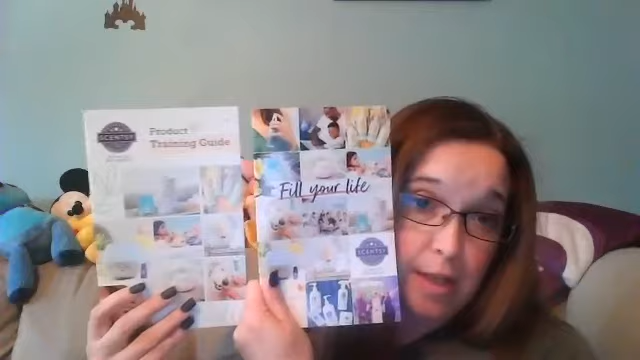 SCENTSY
Product
Training Guide
Fill your life
SCENTSY